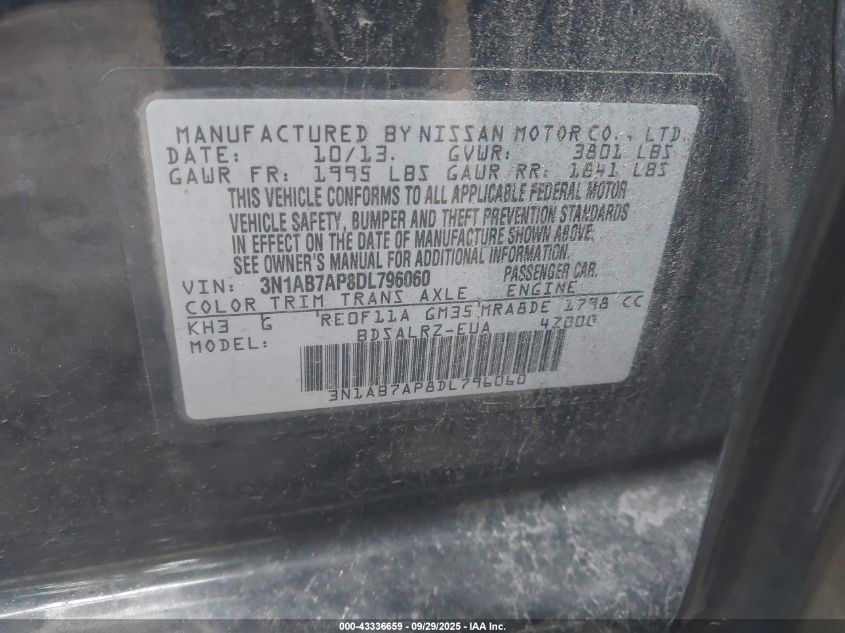 MANUFACTURED BY NISSAN MOTOR CO., LTD.
DATE: 10/13. GVWR: 3801 LBS
GAWR FR: 1995 LBS GAWR RR: 1841 LBS
THIS VEHICLE CONFORMS TO ALL APPLICABLE FEDERAL MOTOR
VEHICLE SAFETY, BUMPER AND THEFT PREVENTION STANDARDS
IN EFFECT ON THE DATE OF MANUFACTURE SHOWN ABOVE.
SEE OWNER'S MANUAL FOR ADDITIONAL INFORMATION.
VIN: 3N1AB7AP8DL796060 PASSENGER CAR.
COLOR TRIM TRANS AXLE ENGINE
KH3 G RE0F11A GM35 MRA8DE 1798 CC
MODEL: BDSALRZ-EUA 4Z000
3N1AB7AP8DL796060
000-43336659 - 09/29/2025 - IAA Inc.